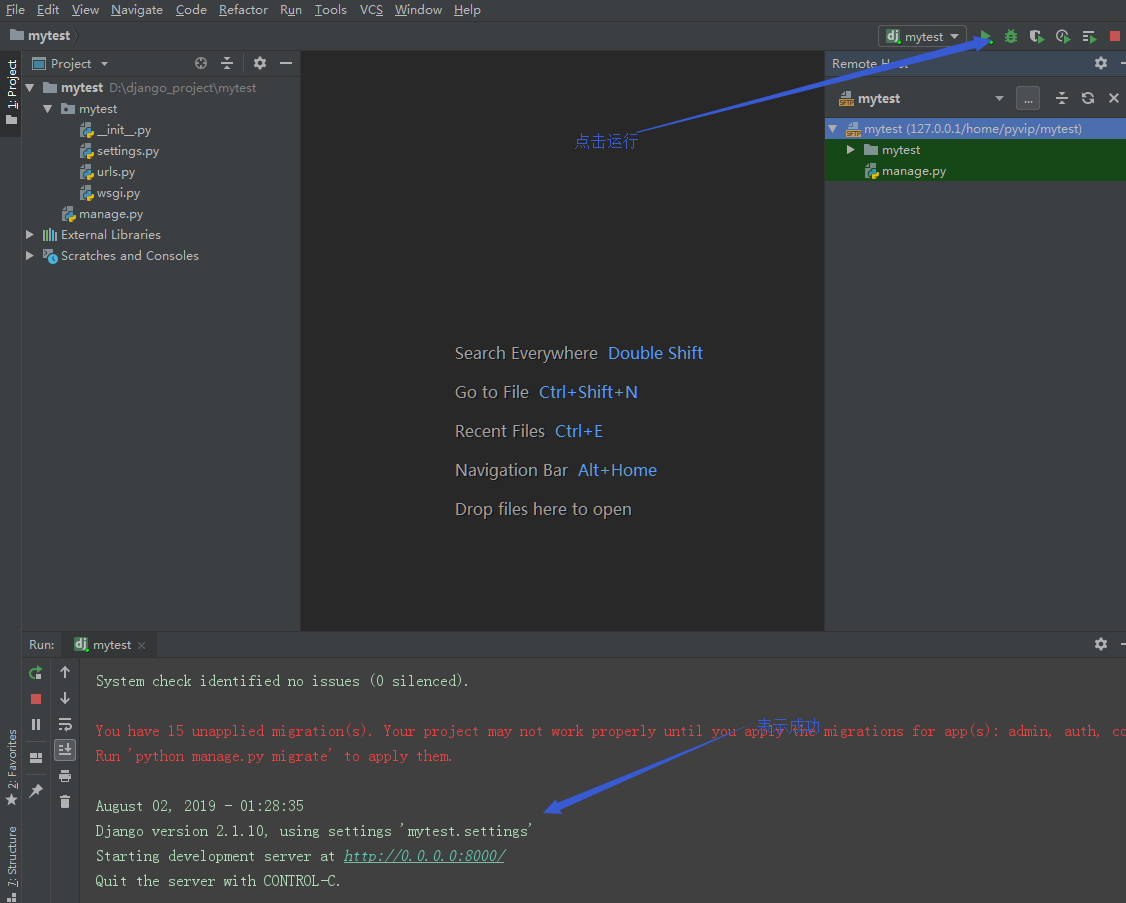 File Edit View Navigate Code Refactor Run Tools VCS Window Help
mytest
mytest
1: Project
Project
mytest D:\django_project\mytest
mytest
__init__.py
settings.py
urls.py
wsgi.py
manage.py
External Libraries
Scratches and Consoles
点击运行
Search Everywhere Double Shift
Go to File Ctrl+Shift+N
Recent Files Ctrl+E
Navigation Bar Alt+Home
Drop files here to open
Remote
mytest
...
mytest (127.0.0.1/home/pyvip/mytest)
mytest
manage.py
Run: mytest
System check identified no issues (0 silenced).
表示成功
You have 15 unapplied migration(s). Your project may not work properly until you apply the migrations for app(s): admin, auth, co
Run 'python manage.py migrate' to apply them.
August 02, 2019 - 01:28:35
Django version 2.1.10, using settings 'mytest.settings'
Starting development server at http://0.0.0.0:8000/
Quit the server with CONTROL-C.
2: Favorites
7: Structure